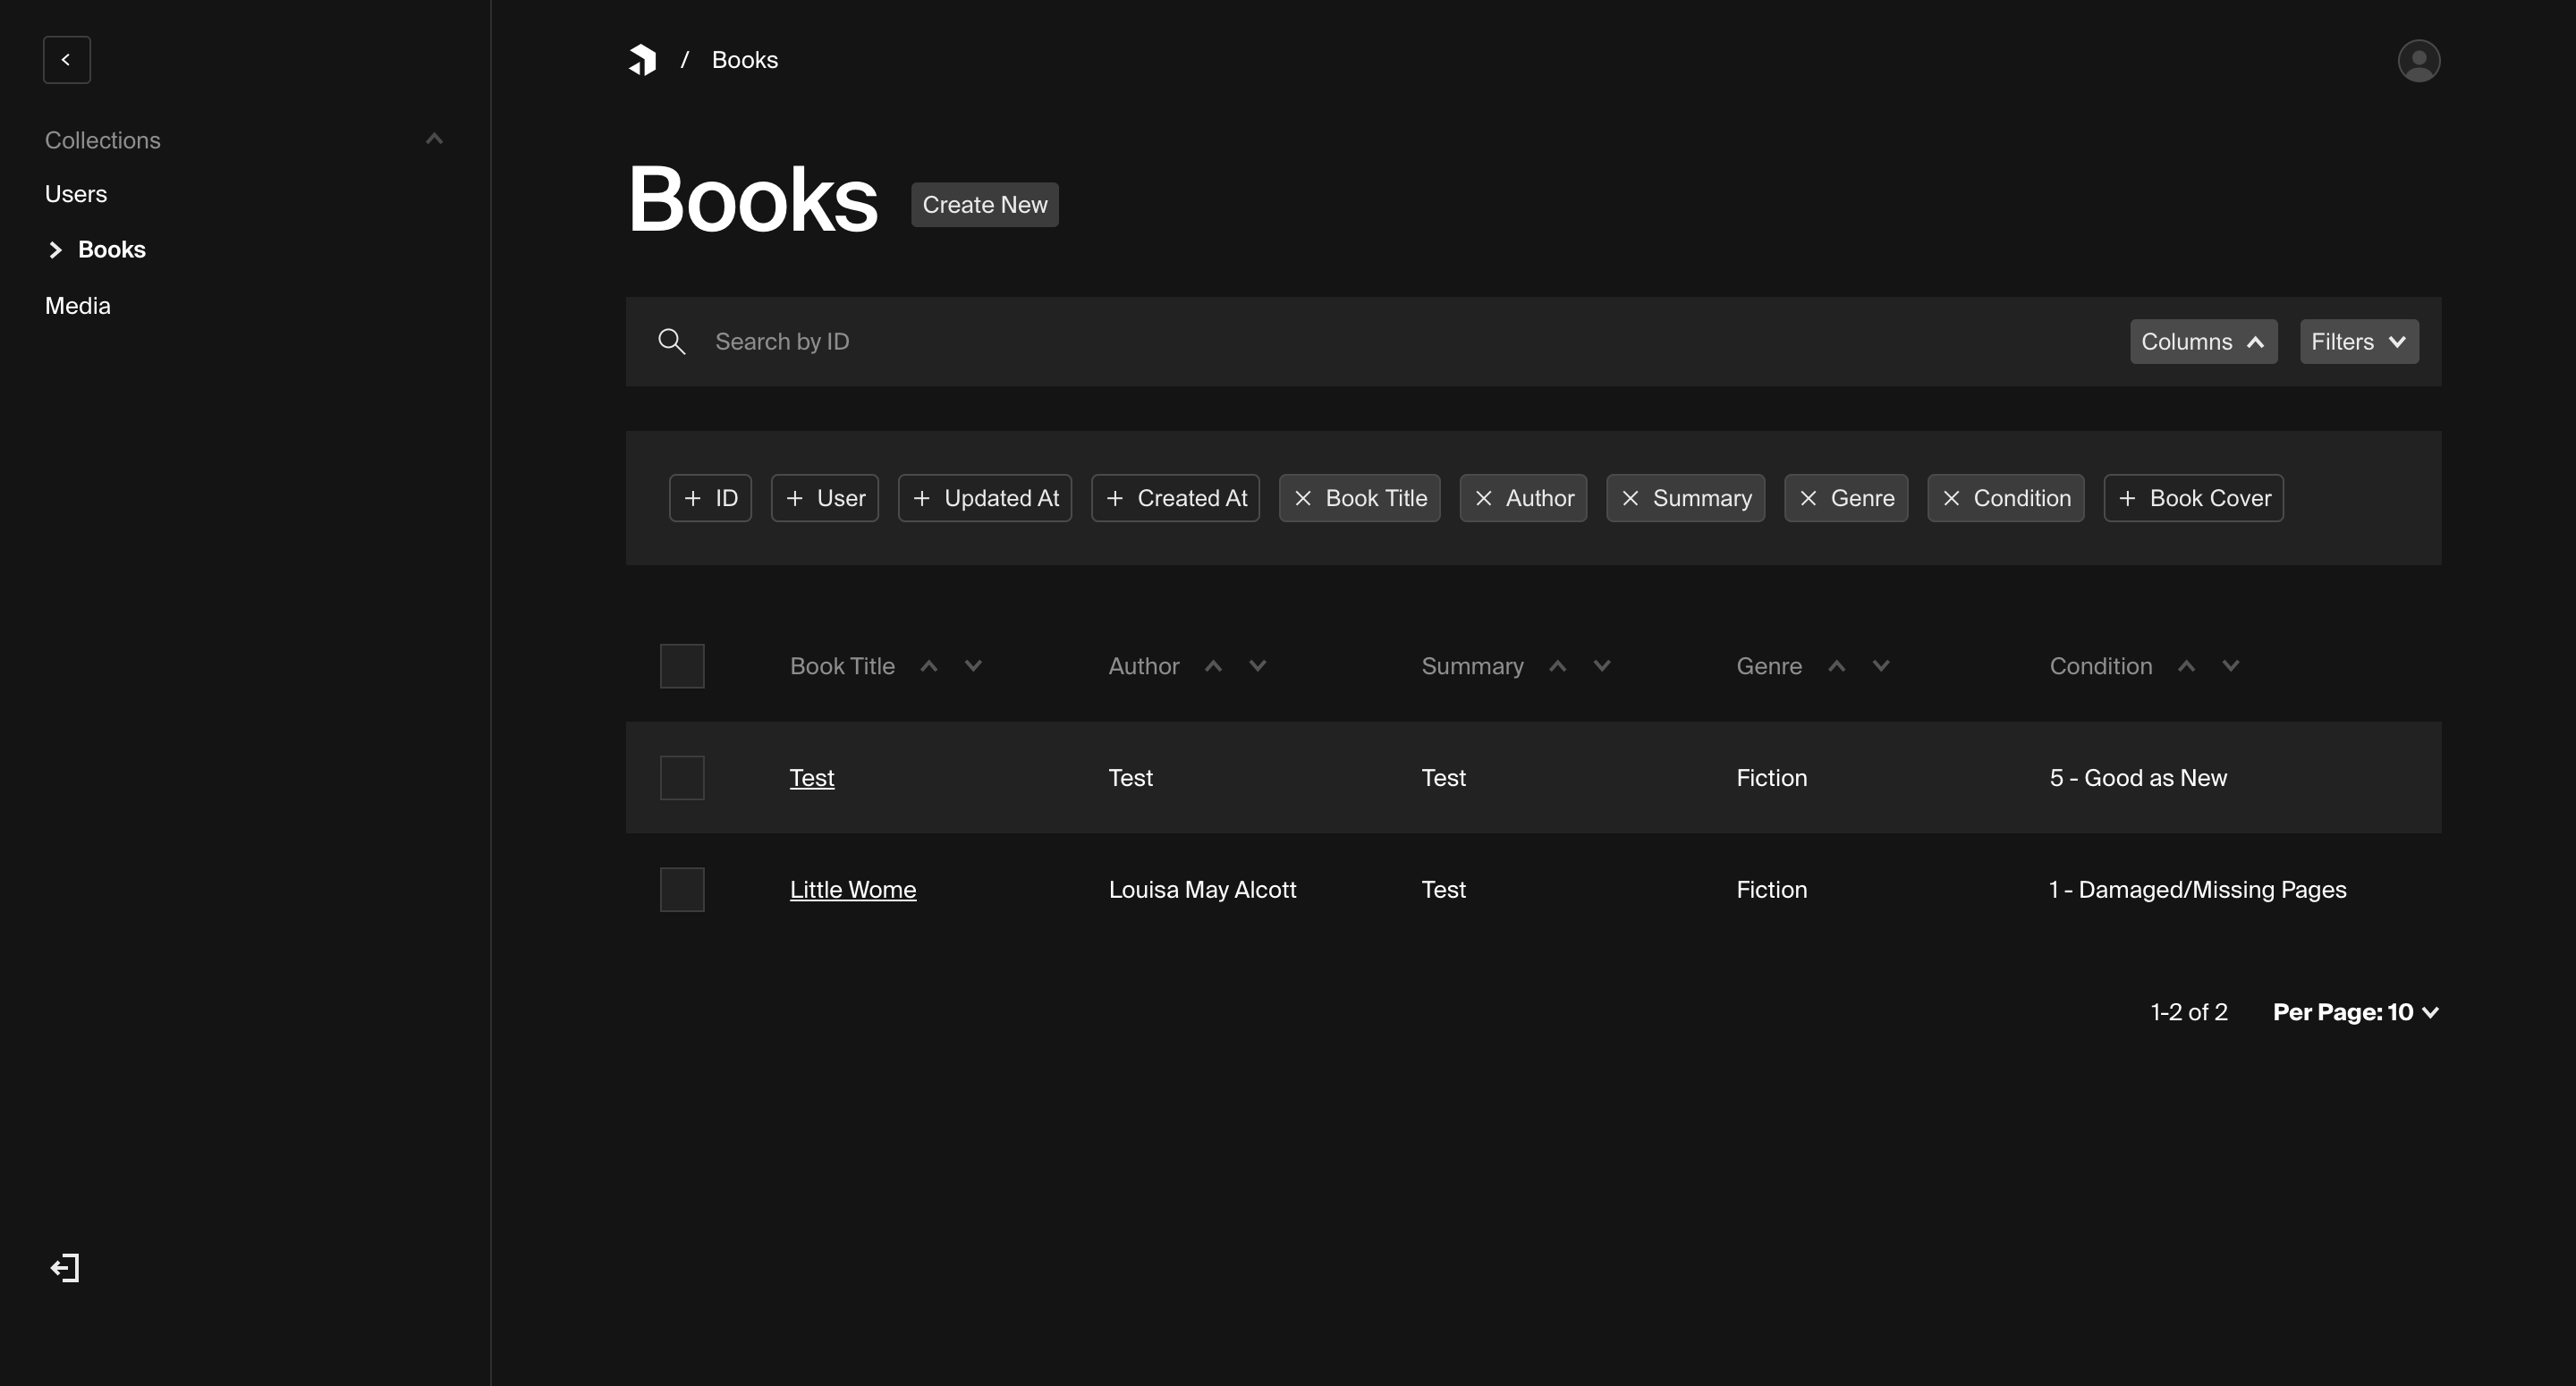 / Books
Collections
Users
Books
Media
Books
Create New
Search by ID
Columns
Filters
ID
User
Updated At
Created At
Book Title
Author
Summary
Genre
Condition
Book Cover
Book Title Author Summary Genre Condition
Test Test Test Fiction 5 - Good as New
Little Wome Louisa May Alcott Test Fiction 1 - Damaged/Missing Pages
1-2 of 2 Per Page: 10